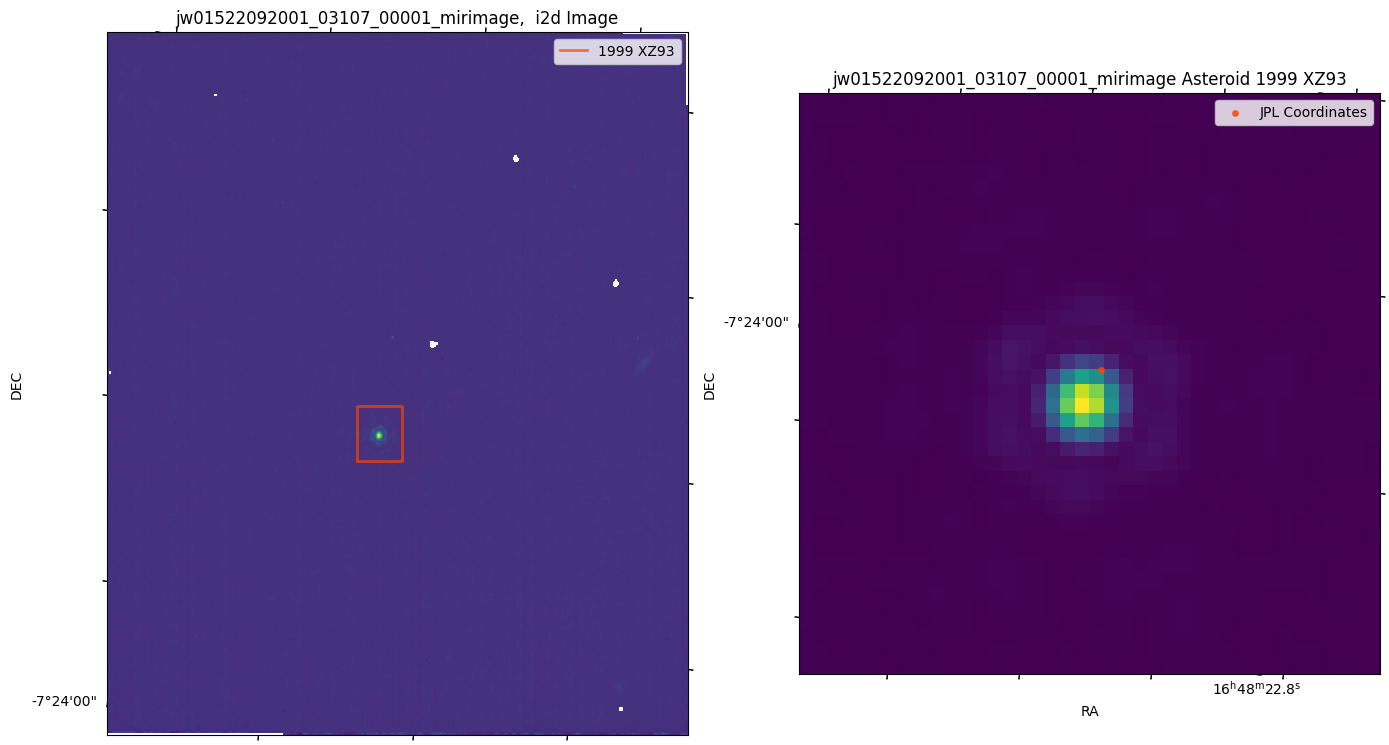 jw01522092001_03107_00001_mirimage,  i2d Image
1999 XZ93
DEC
-7°24'00"
jw01522092001_03107_00001_mirimage Asteroid 1999 XZ93
JPL Coordinates
-7°24'00"
DEC
16h48m22.8s
RA